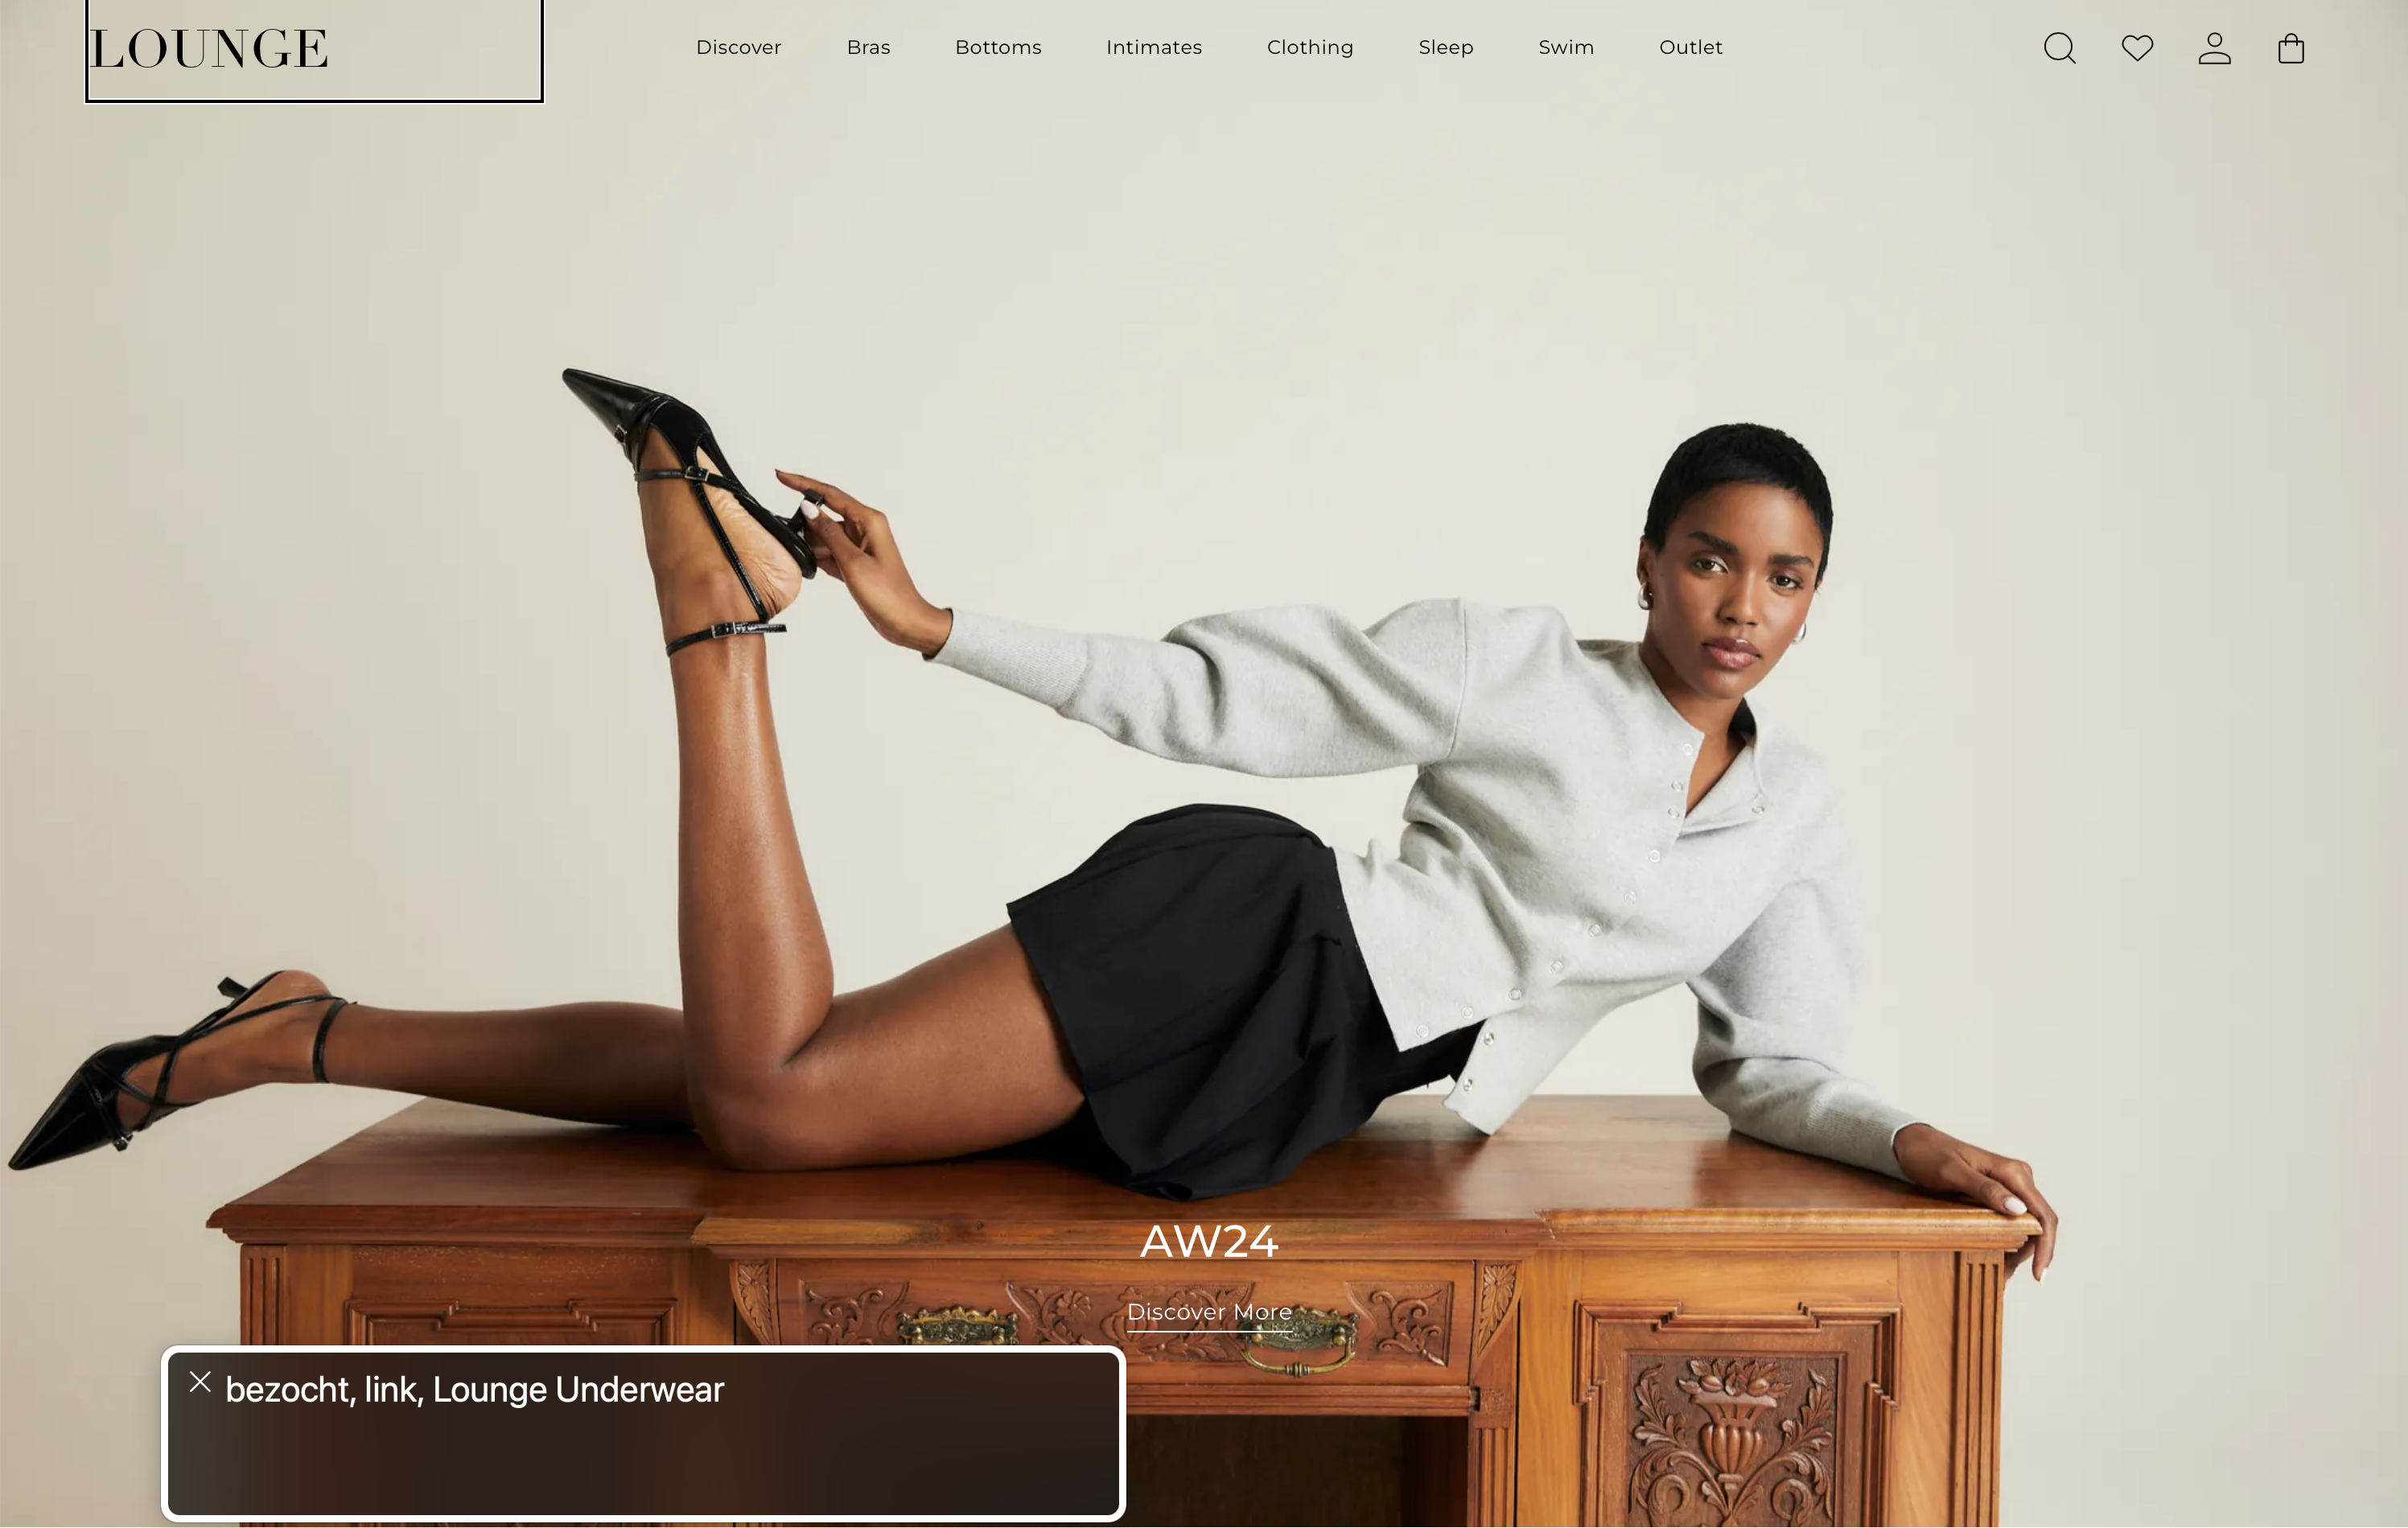 LOUNGE
Discover Bras Bottoms Intimates Clothing Sleep Swim Outlet
AW24
Discover More
bezocht, link, Lounge Underwear